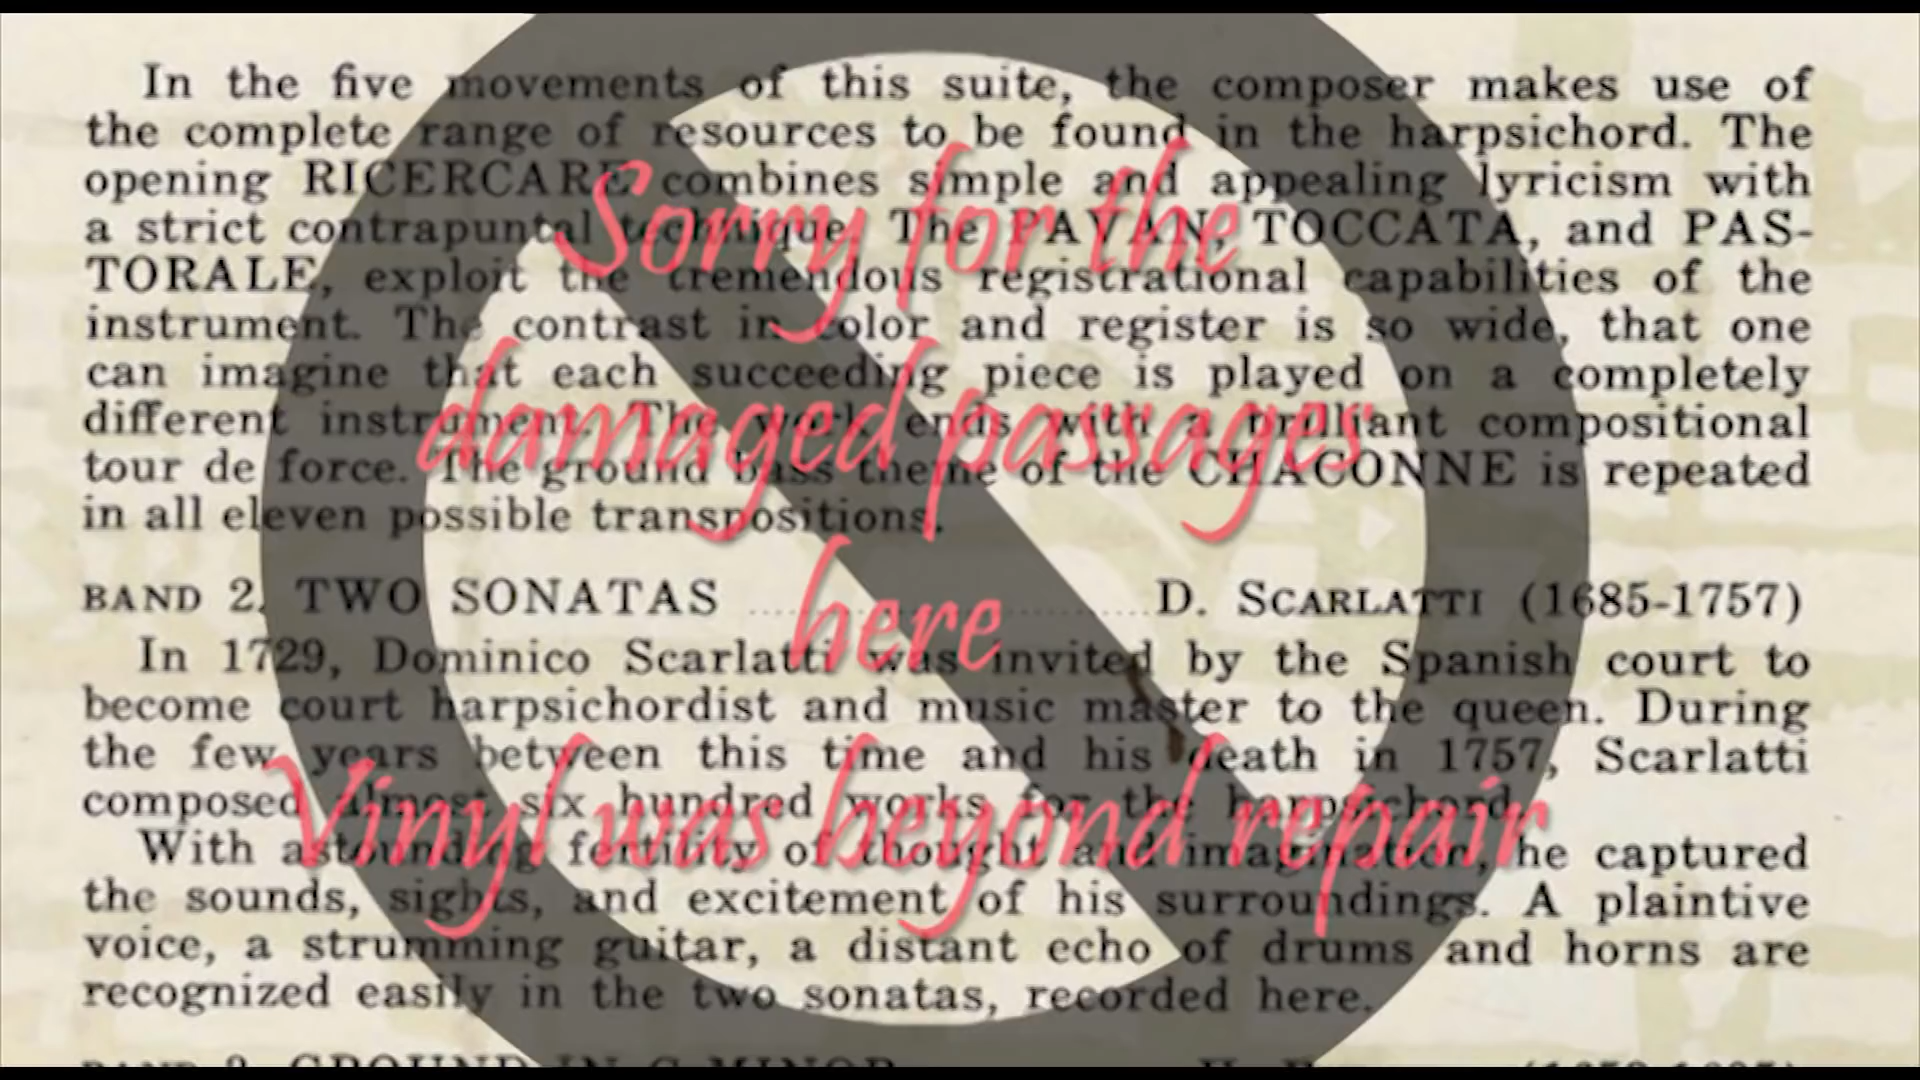 In the five movements of this suite, the composer makes use of
the complete range of resources to be found in the harpsichord. The
opening RICERCARE combines simple and appealing lyricism with
a strict contrapuntal technique. The PAVAN, TOCCATA, and PAS-
TORALE, exploit the tremendous registrational capabilities of the
instrument. The contrast in color and register is so wide, that one
can imagine that each succeeding piece is played on a completely
different instrument. The work ends with a brilliant compositional
tour de force. The ground bass theme of the CHACONNE is repeated
in all eleven possible transpositions.
BAND 2. TWO SONATAS .......... D. SCARLATTI (1685-1757)
In 1729, Dominico Scarlatti was invited by the Spanish court to
become court harpsichordist and music master to the queen. During
the few years between this time and his death in 1757, Scarlatti
composed almost six hundred works for the harpsichord.
With astounding fertility of thought and imagination, he captured
the sounds, sights, and excitement of his surroundings. A plaintive
voice, a strumming guitar, a distant echo of drums and horns are
recognized easily in the two sonatas, recorded here.
GROUND IN C MINOR
Sorry for the
damaged passages
here
Vinyl was beyond repair